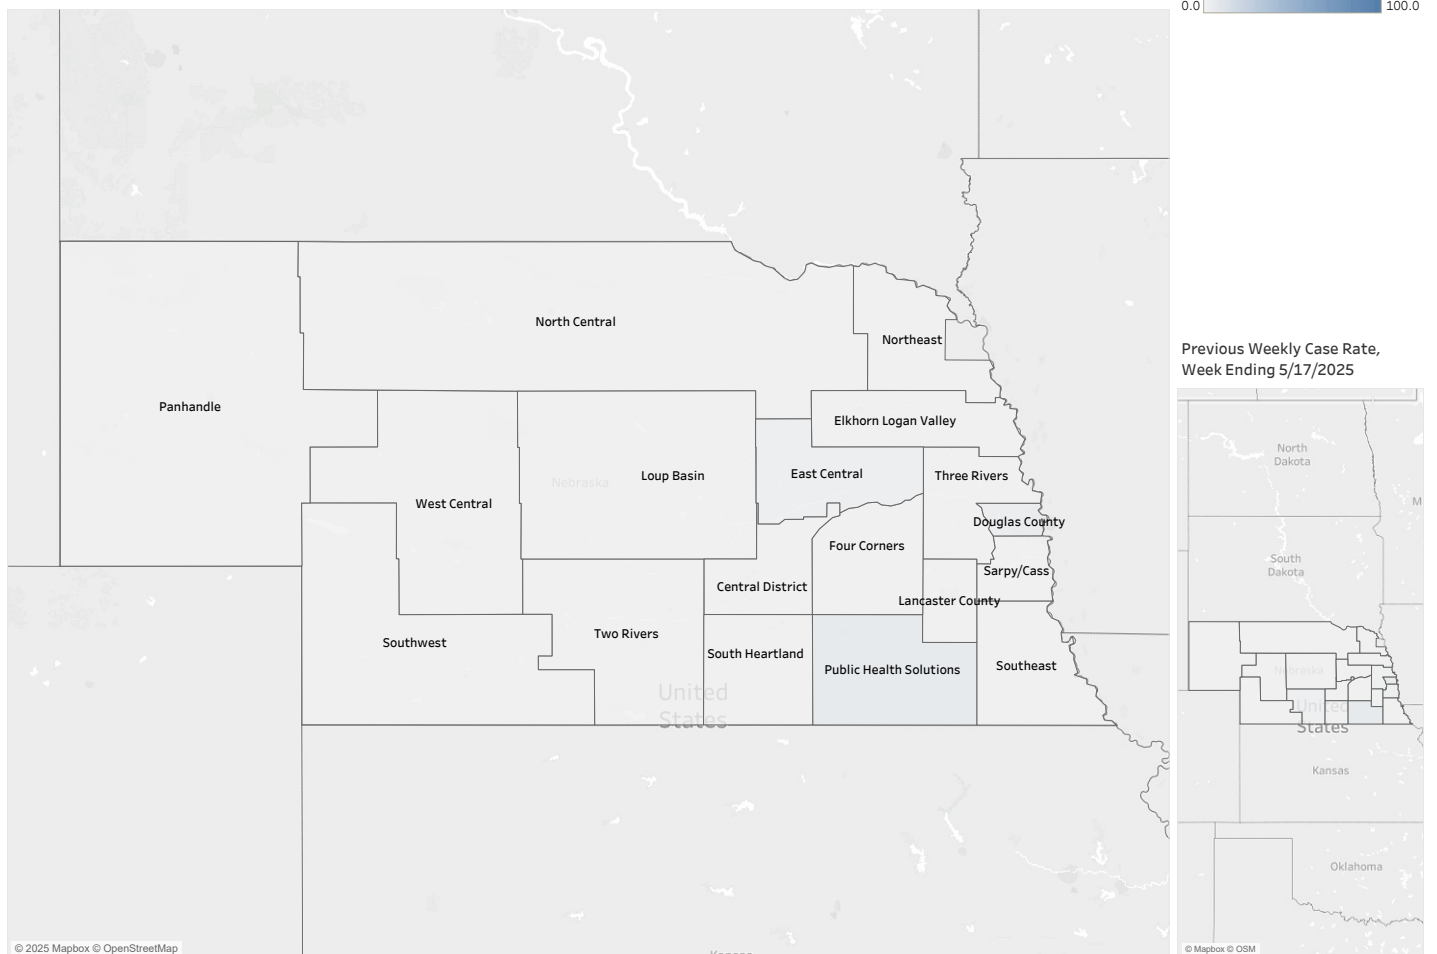 0.0
100.0
North Central
Northeast
Panhandle
Elkhorn Logan Valley
East Central
Loup Basin
Nebraska
Three Rivers
West Central
Douglas County
Four Corners
Sarpy/Cass
Central District
Lancaster County
Two Rivers
Southwest
South Heartland
Southeast
Public Health Solutions
United
States
© 2025 Mapbox © OpenStreetMap
Previous Weekly Case Rate,
Week Ending 5/17/2025
North
Dakota
M
South
Dakota
Nebraska
United
States
Kansas
Oklahoma
© Mapbox © OSM